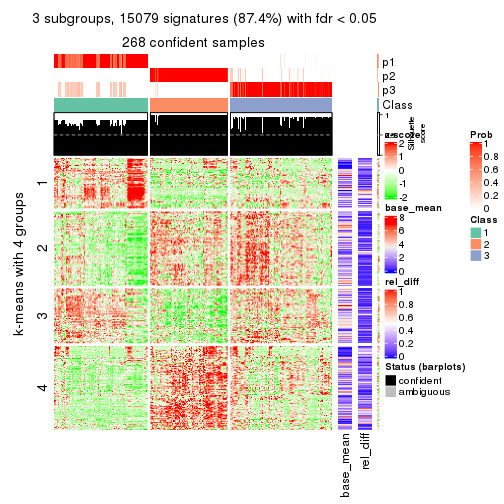 3 subgroups, 15079 signatures (87.4%) with fdr < 0.05
268 confident samples
p1
p2
p3
Class
1
Silhouette
score
z-score
2
1
0
-1
-2
base_mean
8
6
4
2
0
rel_diff
1
0.8
0.6
0.4
0.2
0
Status (barplots)
confident
ambiguous
Prob
1
0.8
0.6
0.4
0.2
0
Class
1
2
3
k-means with 4 groups
1
2
3
4
base_mean
rel_diff